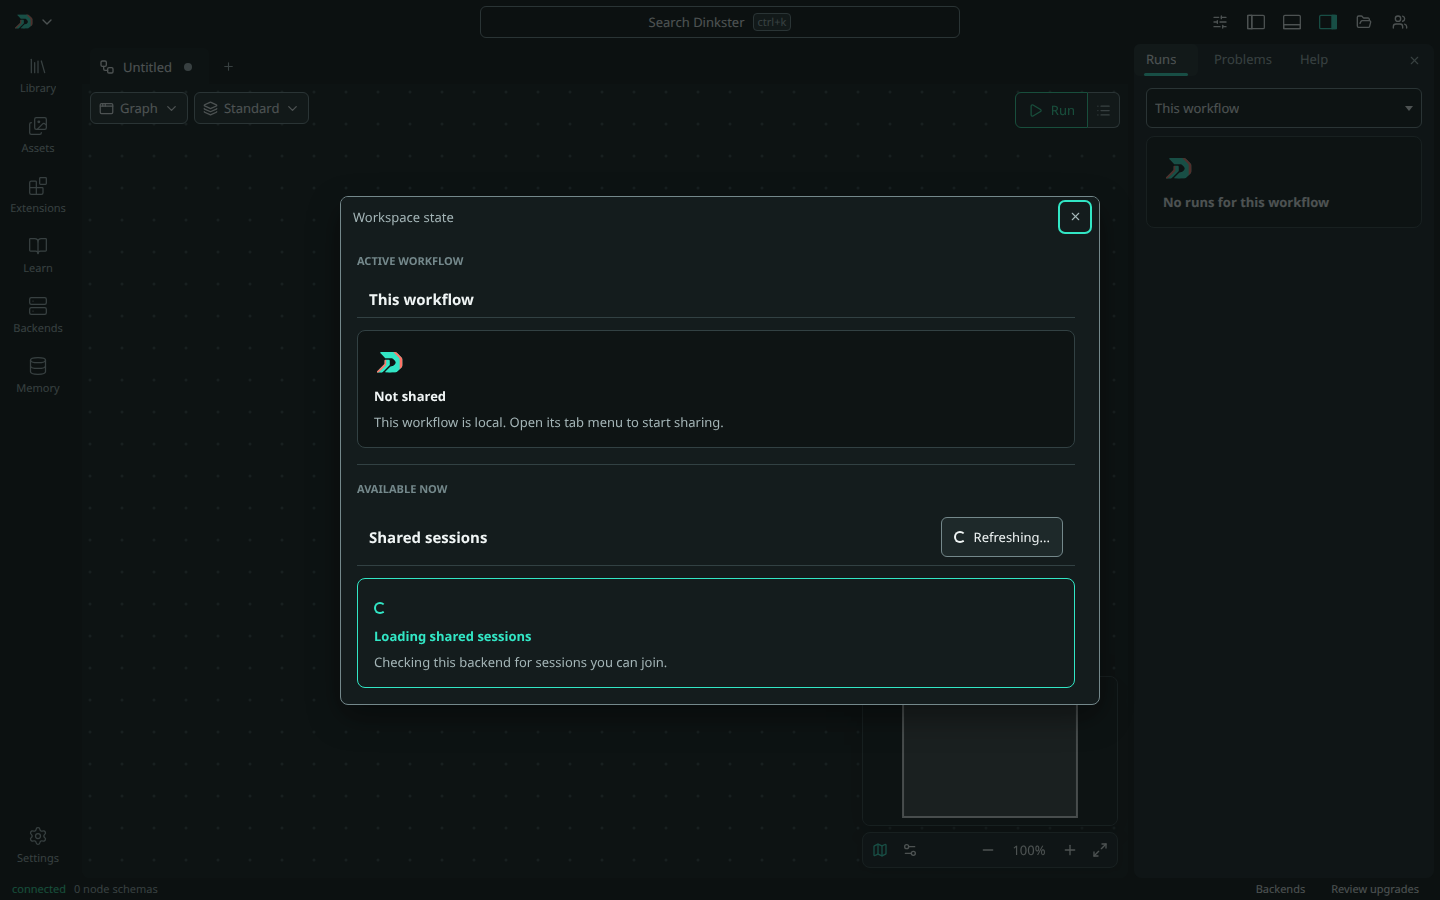 Search Dinkster ctrl+k
Library
Assets
Extensions
Learn
Backends
Memory
Settings
Untitled
Graph
Standard
Run
Runs
Problems
Help
This workflow
No runs for this workflow
Workspace state
ACTIVE WORKFLOW
This workflow
Not shared
This workflow is local. Open its tab menu to start sharing.
AVAILABLE NOW
Shared sessions
Refreshing...
Loading shared sessions
Checking this backend for sessions you can join.
100%
connected 0 node schemas
Backends
Review upgrades